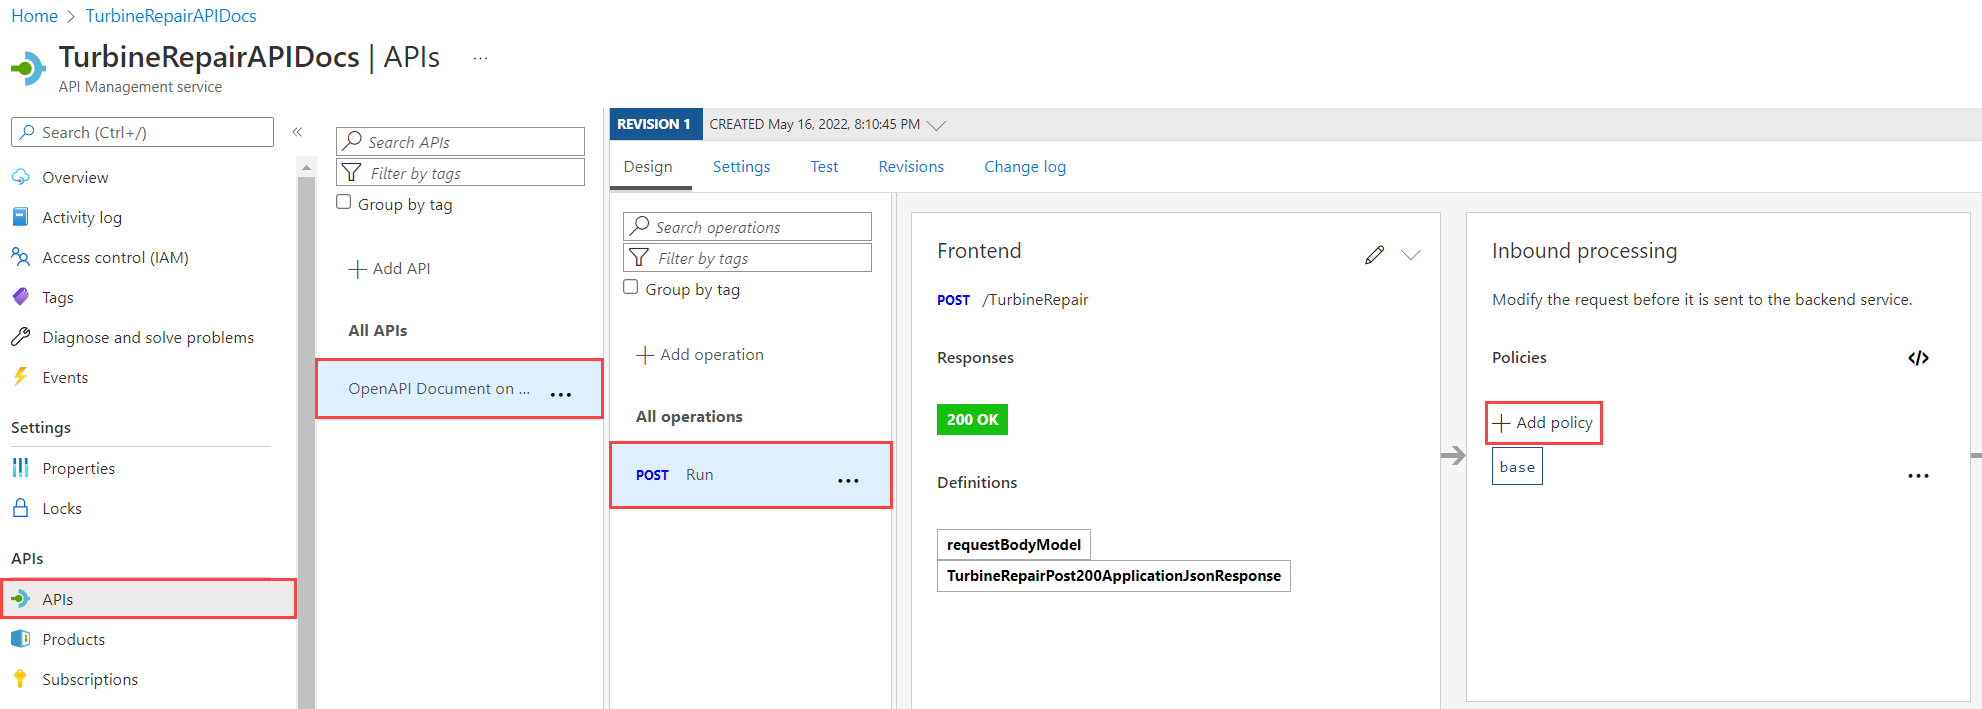 Home > TurbineRepairAPIDocs
TurbineRepairAPIDocs | APIs ...
API Management service
Search (Ctrl+/)
«
Overview
Activity log
Access control (IAM)
Tags
Diagnose and solve problems
Events
Settings
Properties
Locks
APIs
APIs
Products
Subscriptions
Search APIs
Filter by tags
Group by tag
+ Add API
All APIs
OpenAPI Document on ... ...
REVISION 1 CREATED May 16, 2022, 8:10:45 PM
Design Settings Test Revisions Change log
Search operations
Filter by tags
Group by tag
+ Add operation
All operations
POST Run ...
Frontend
POST /TurbineRepair
Responses
200 OK
Definitions
requestBodyModel
TurbineRepairPost200ApplicationJsonResponse
Inbound processing
Modify the request before it is sent to the backend service.
Policies </>
+ Add policy
base ...